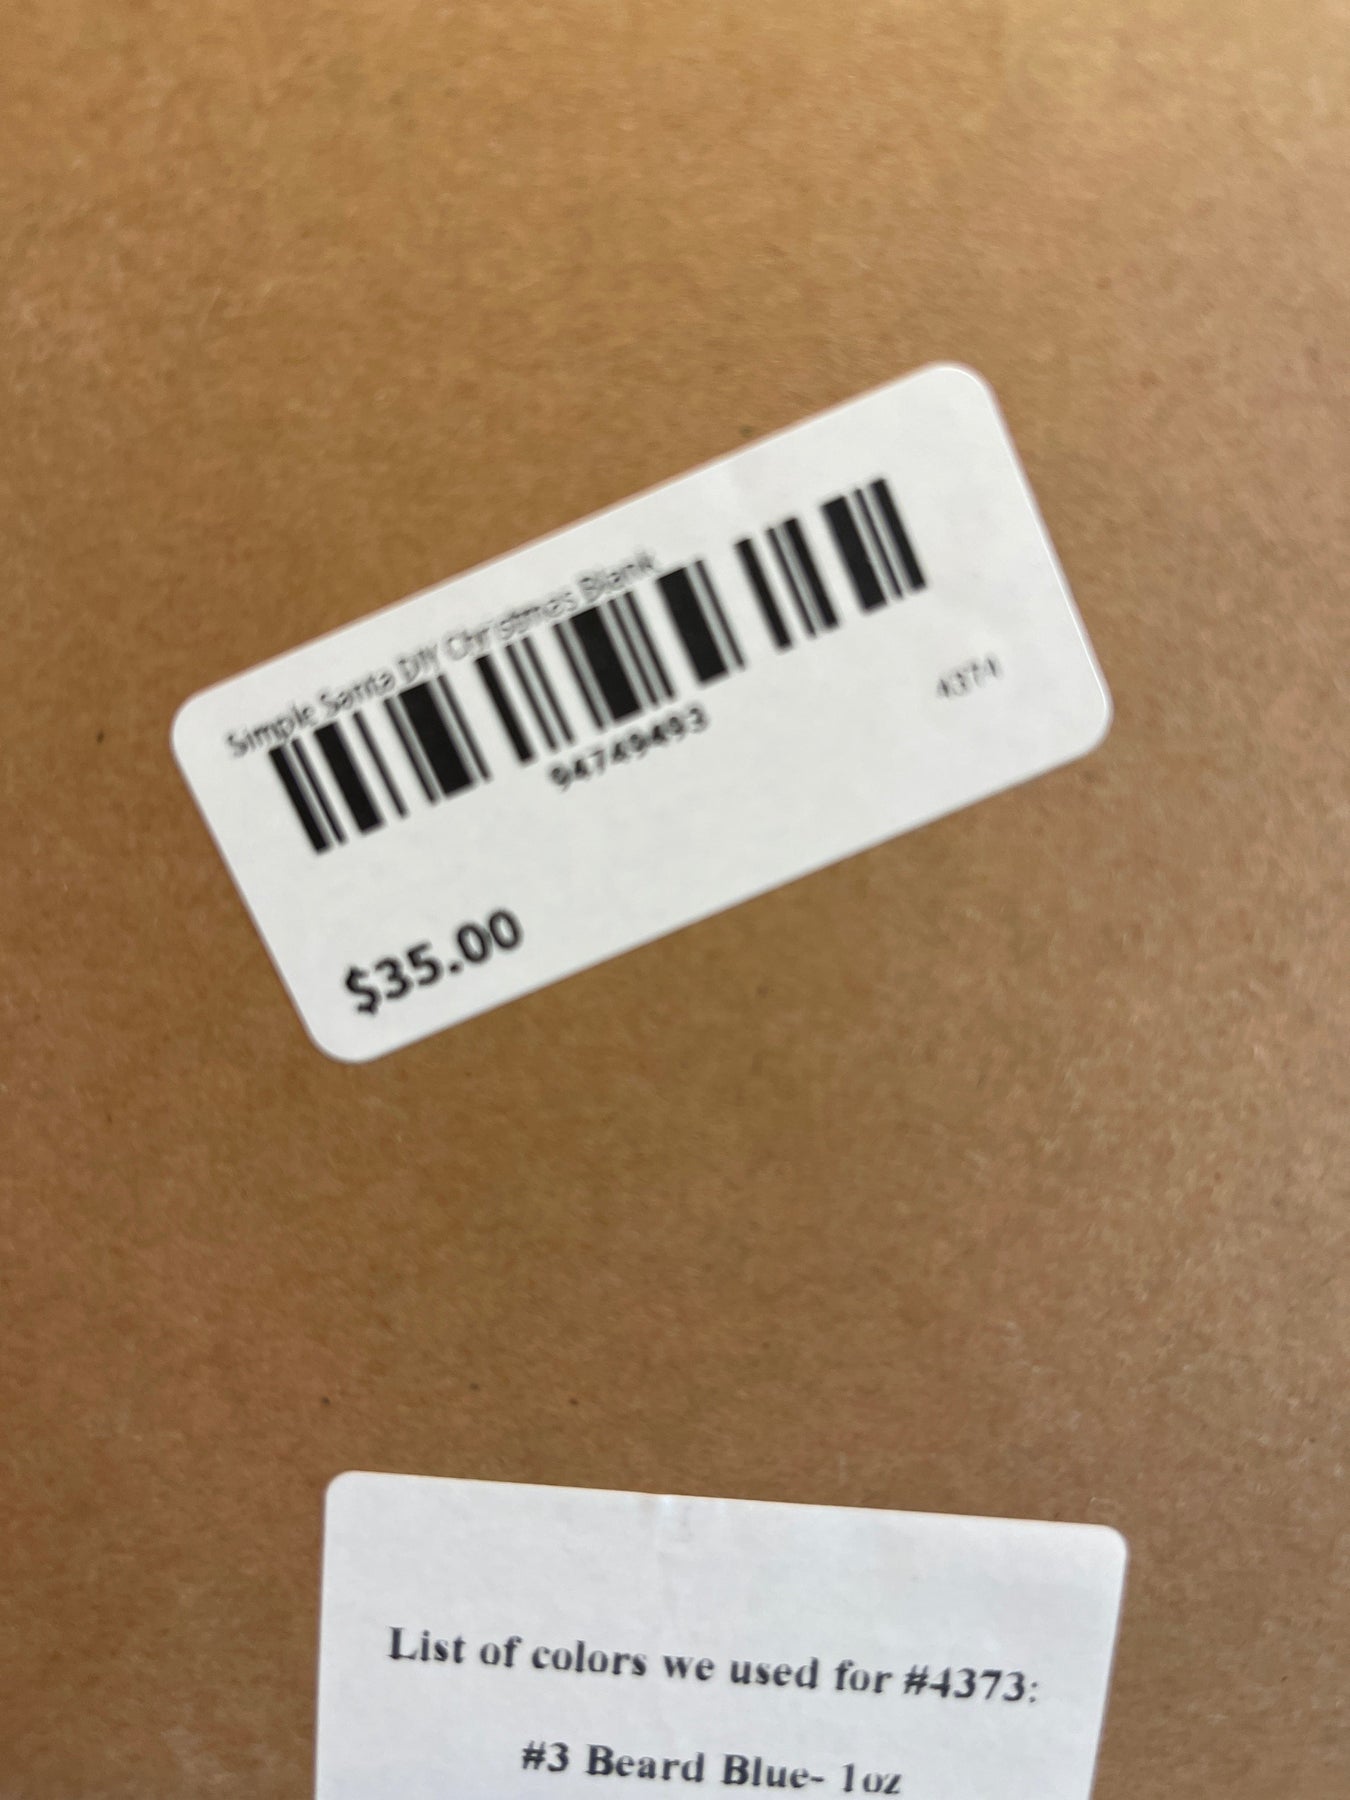 Simple Santa DIY Christmas Blank
94749493
4374
$35.00
List of colors we used for #4373:
#3 Beard Blue- 1oz